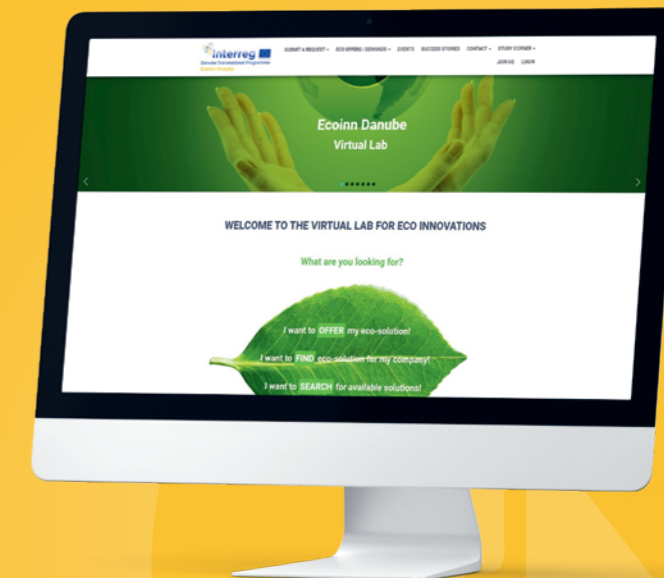 Interreg
Danube Transnational Programme
Ecoinn Danube
SUBMIT A REQUEST
ECO OFFERS / DEMANDS
EVENTS
SUCCESS STORIES
CONTACT
STUDY CORNER
JOIN US
LOGIN
Ecoinn Danube
Virtual Lab
WELCOME TO THE VIRTUAL LAB FOR ECO INNOVATIONS
What are you looking for?
I want to OFFER my eco-solution!
I want to FIND eco-solution for my company!
I want to SEARCH for available solutions!